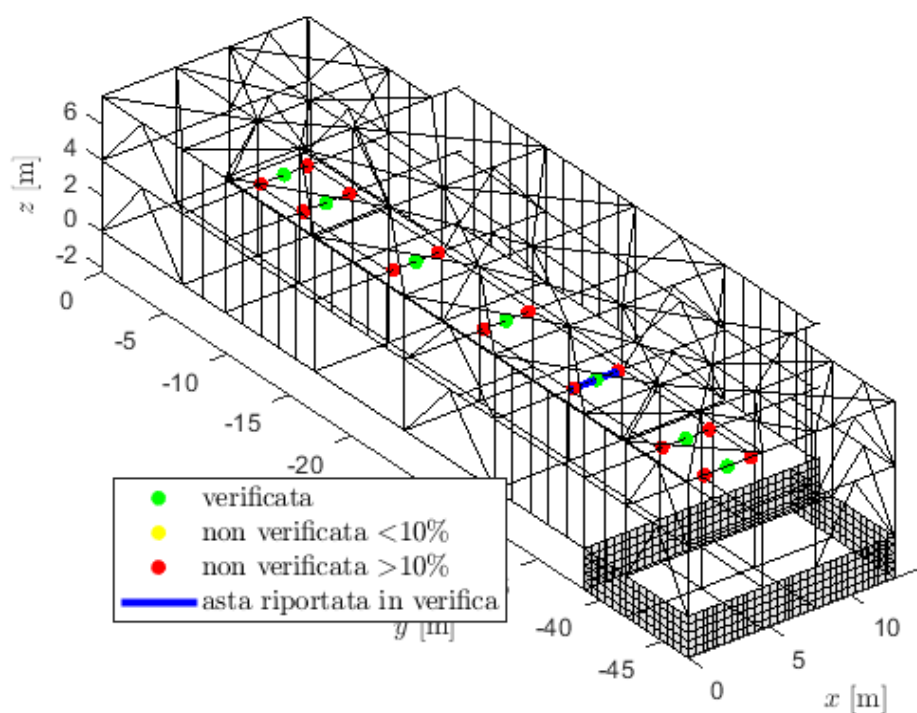 6
4
2
0
-2
z [m]
0
-5
-10
-15
-20
-40
-45
y [m]
0
5
10
x [m]
verificata
non verificata <10%
non verificata >10%
asta riportata in verifica